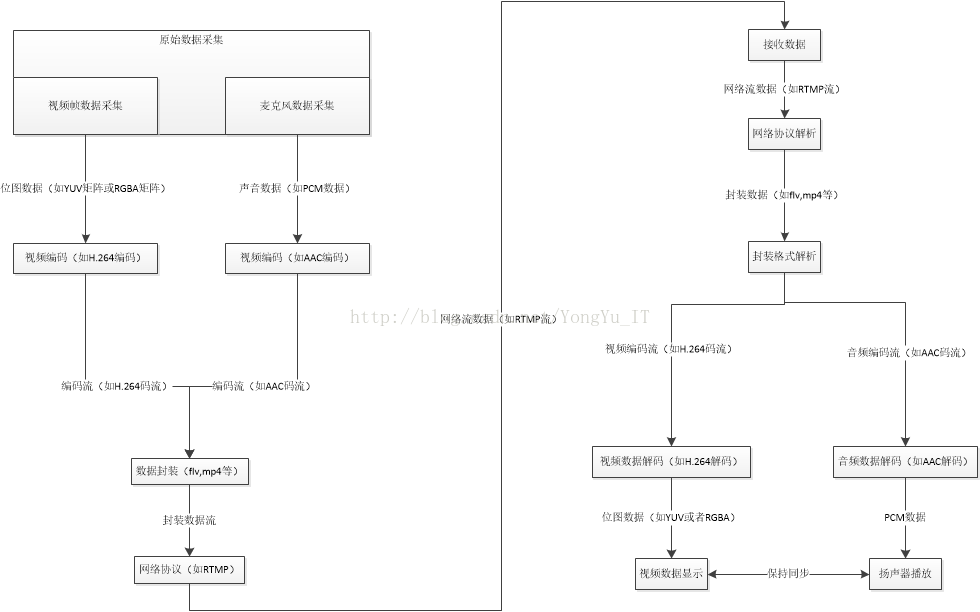 原始数据采集
视频帧数据采集
麦克风数据采集
位图数据（如YUV矩阵或RGBA矩阵）
声音数据（如PCM数据）
视频编码（如H.264编码）
视频编码（如AAC编码）
编码流（如H.264码流）
编码流（如AAC码流）
数据封装（flv,mp4等）
封装数据流
网络协议（如RTMP）
网络流数据（如RTMP流）
http://bl
/YongYu_IT
接收数据
网络流数据（如RTMP流）
网络协议解析
封装数据（如flv,mp4等）
封装格式解析
视频编码流（如H.264码流）
音频编码流（如AAC码流）
视频数据解码（如H.264解码）
音频数据解码（如AAC解码）
位图数据（如YUV或者RGBA）
PCM数据
视频数据显示
保持同步
扬声器播放